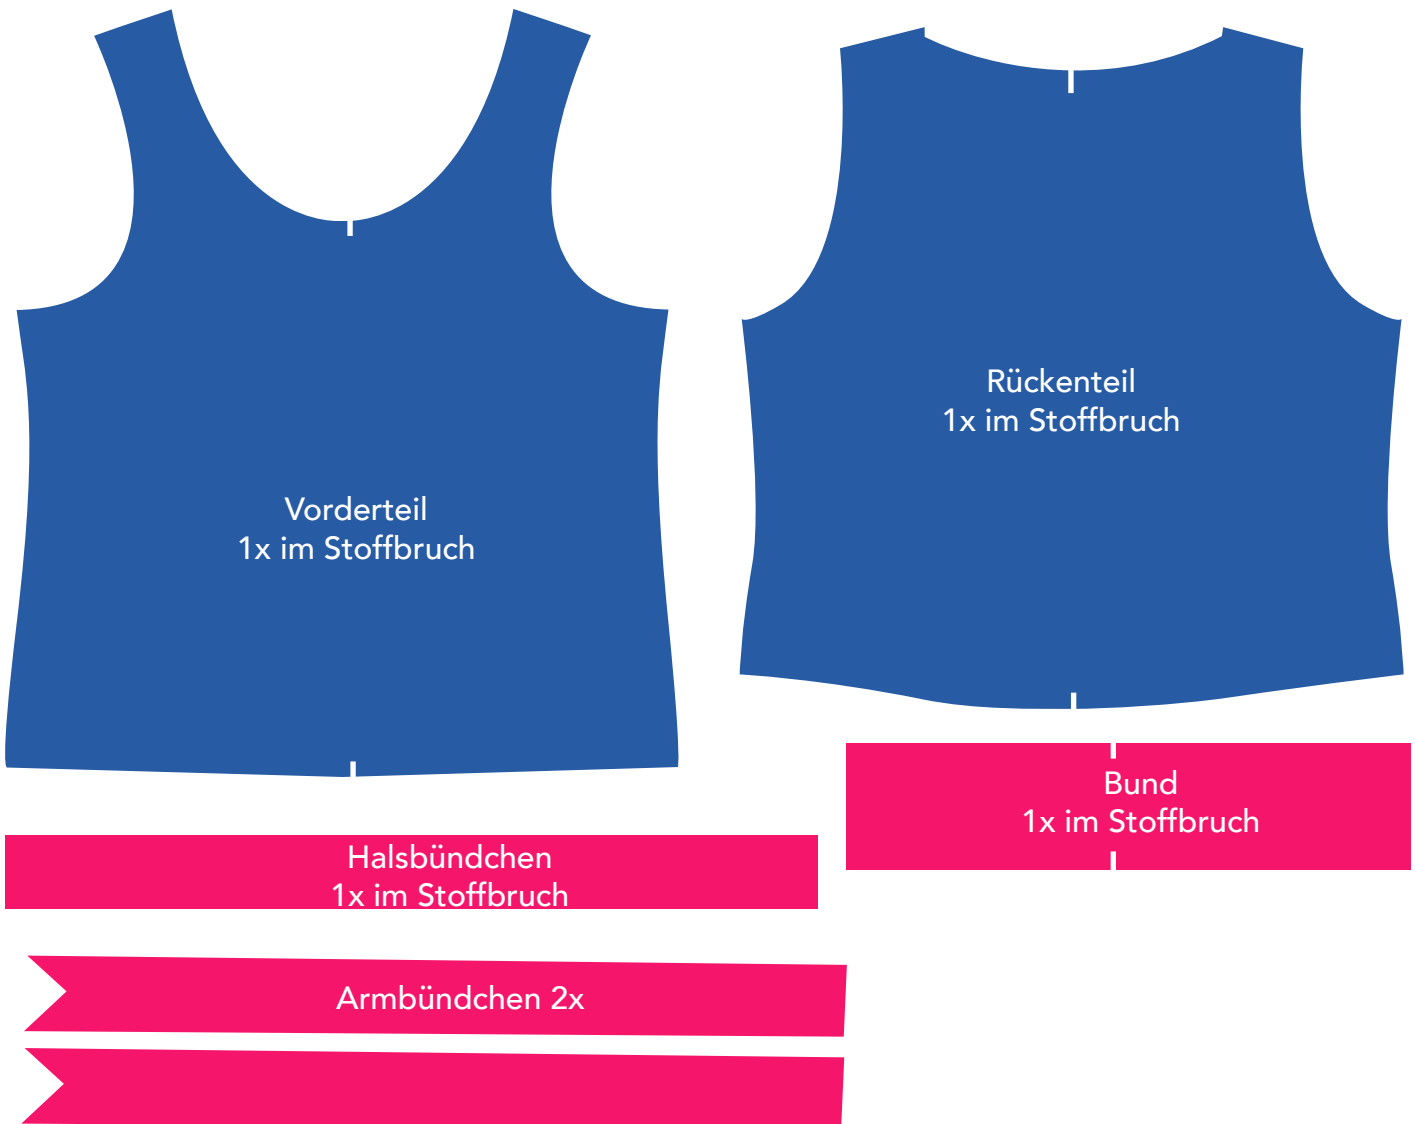 Vorderteil
1x im Stoffbruch
Rückenteil
1x im Stoffbruch
Bund
1x im Stoffbruch
Halsbündchen
1x im Stoffbruch
Armbündchen 2x